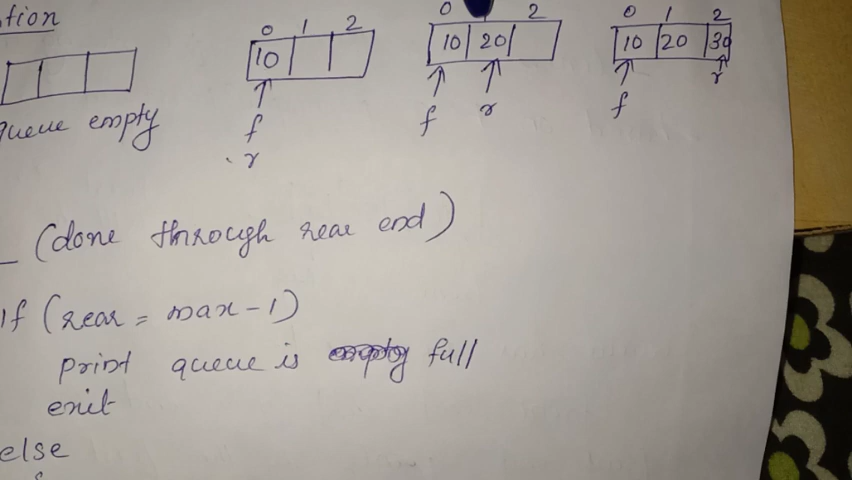 tion
0 1 2
10
0 2
10 20
0 1 2
10 20 30
queue empty
f
r
f r
f
r
(done through rear end)
if (rear = max - 1)
print queue is full
exit
else